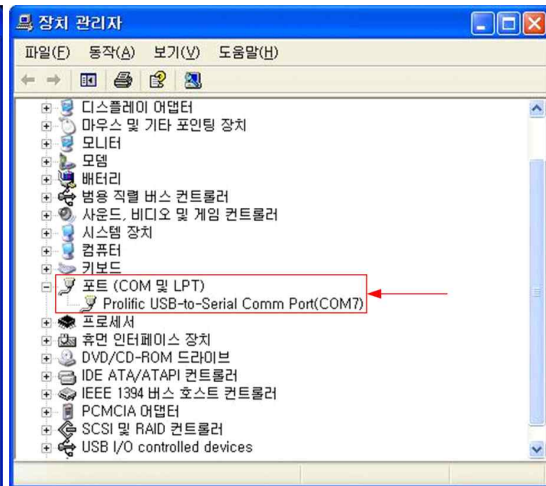 장치 관리자
파일(F) 동작(A) 보기(V) 도움말(H)
디스플레이 어댑터
마우스 및 기타 포인팅 장치
모니터
모뎀
배터리
범용 직렬 버스 컨트롤러
사운드, 비디오 및 게임 컨트롤러
시스템 장치
컴퓨터
키보드
포트 (COM 및 LPT)
Prolific USB-to-Serial Comm Port(COM7)
프로세서
휴먼 인터페이스 장치
DVD/CD-ROM 드라이브
IDE ATA/ATAPI 컨트롤러
IEEE 1394 버스 호스트 컨트롤러
PCMCIA 어댑터
SCSI 및 RAID 컨트롤러
USB I/O controlled devices